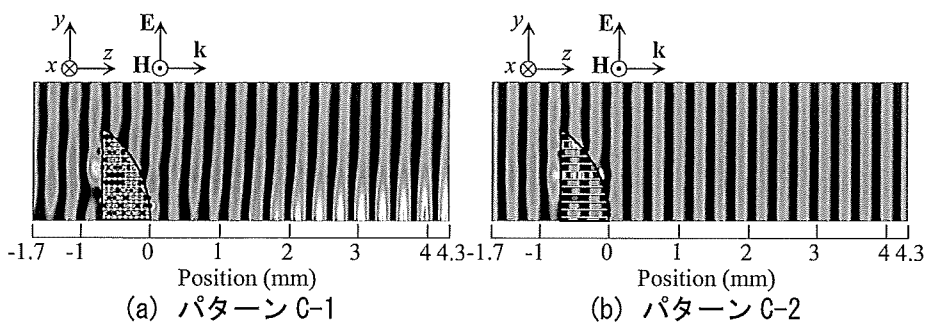 y E y E
x z H k x z H k
-1.7 -1 0 1 2 3 4 4.3 -1.7 -1 0 1 2 3 4 4.3
Position (mm) Position (mm)
(a) パターン C-1 (b) パターン C-2